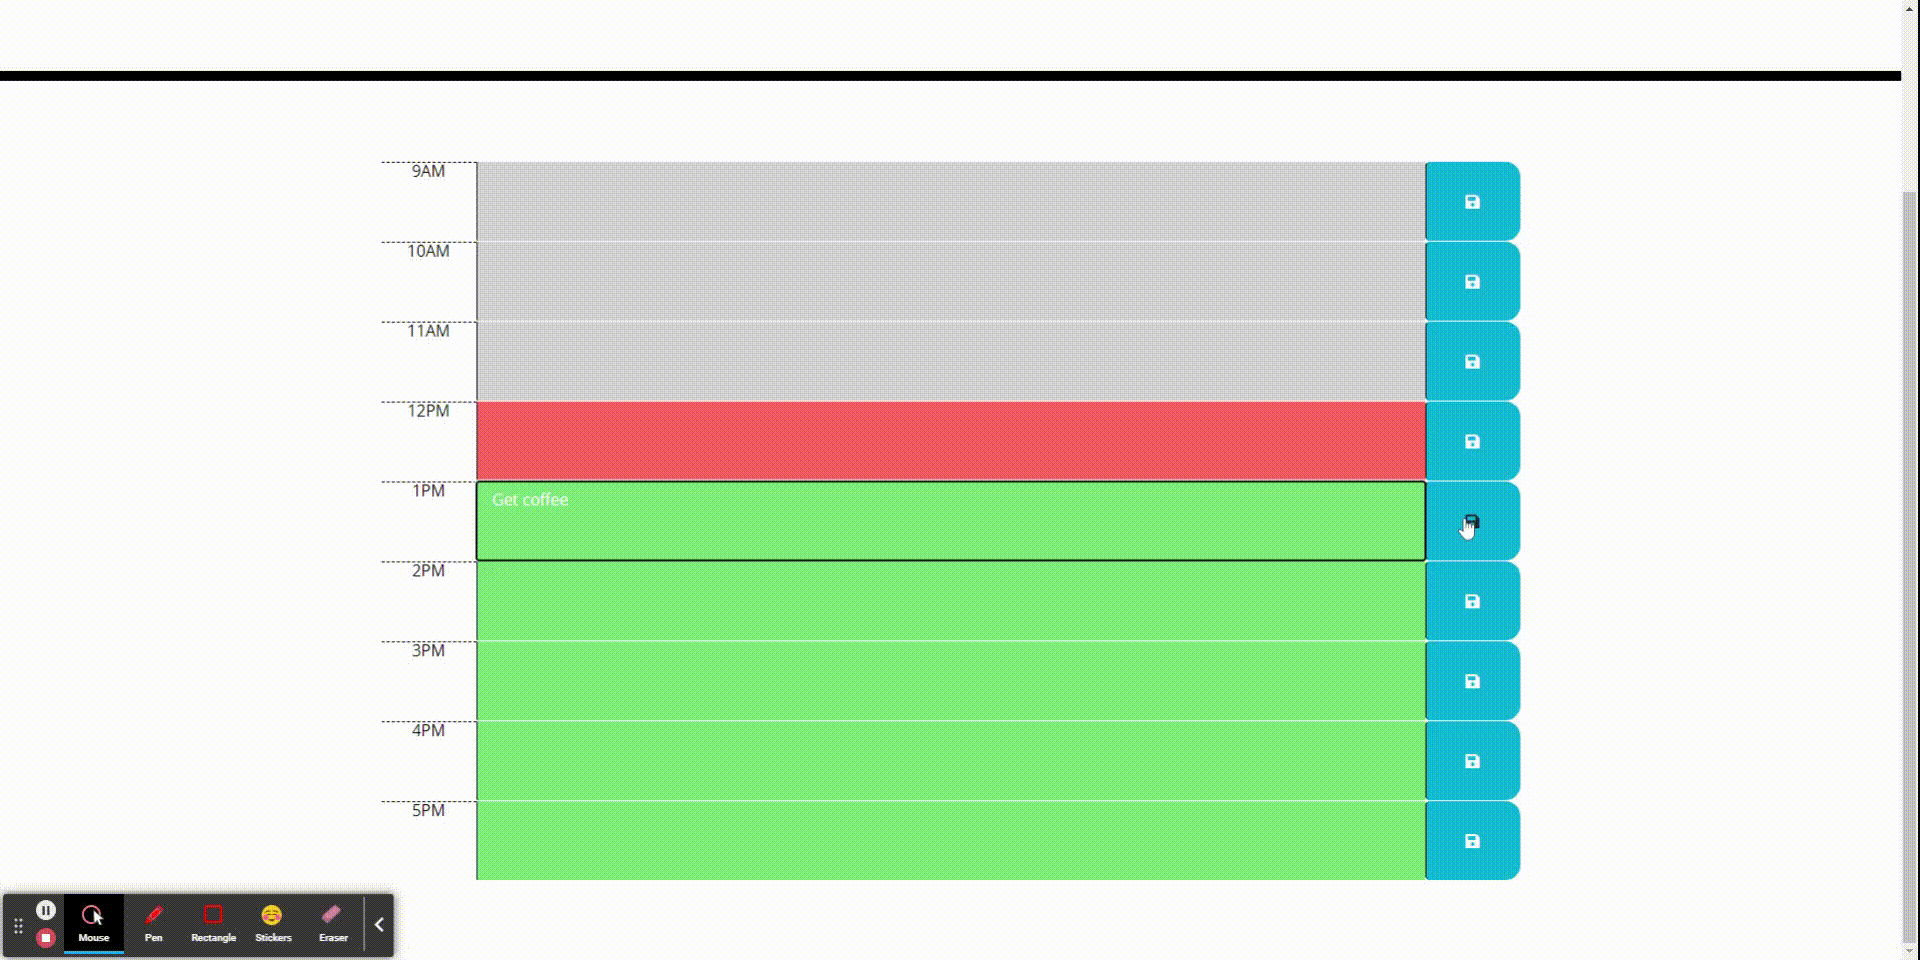 9AM
10AM
11AM
12PM
1PM
Get coffee
2PM
3PM
4PM
5PM
Mouse
Pen
Rectangle
Stickers
Eraser